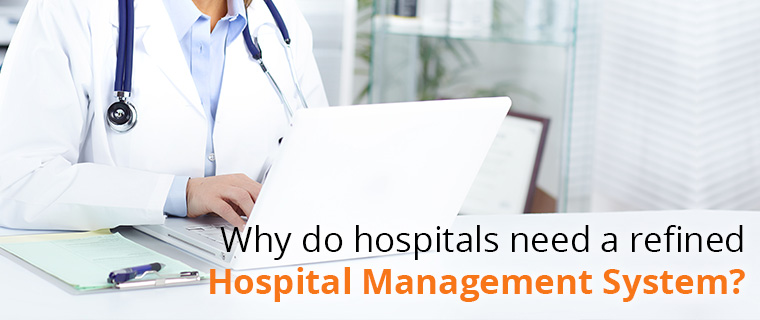 Why do hospitals need a refined
Hospital Management System?